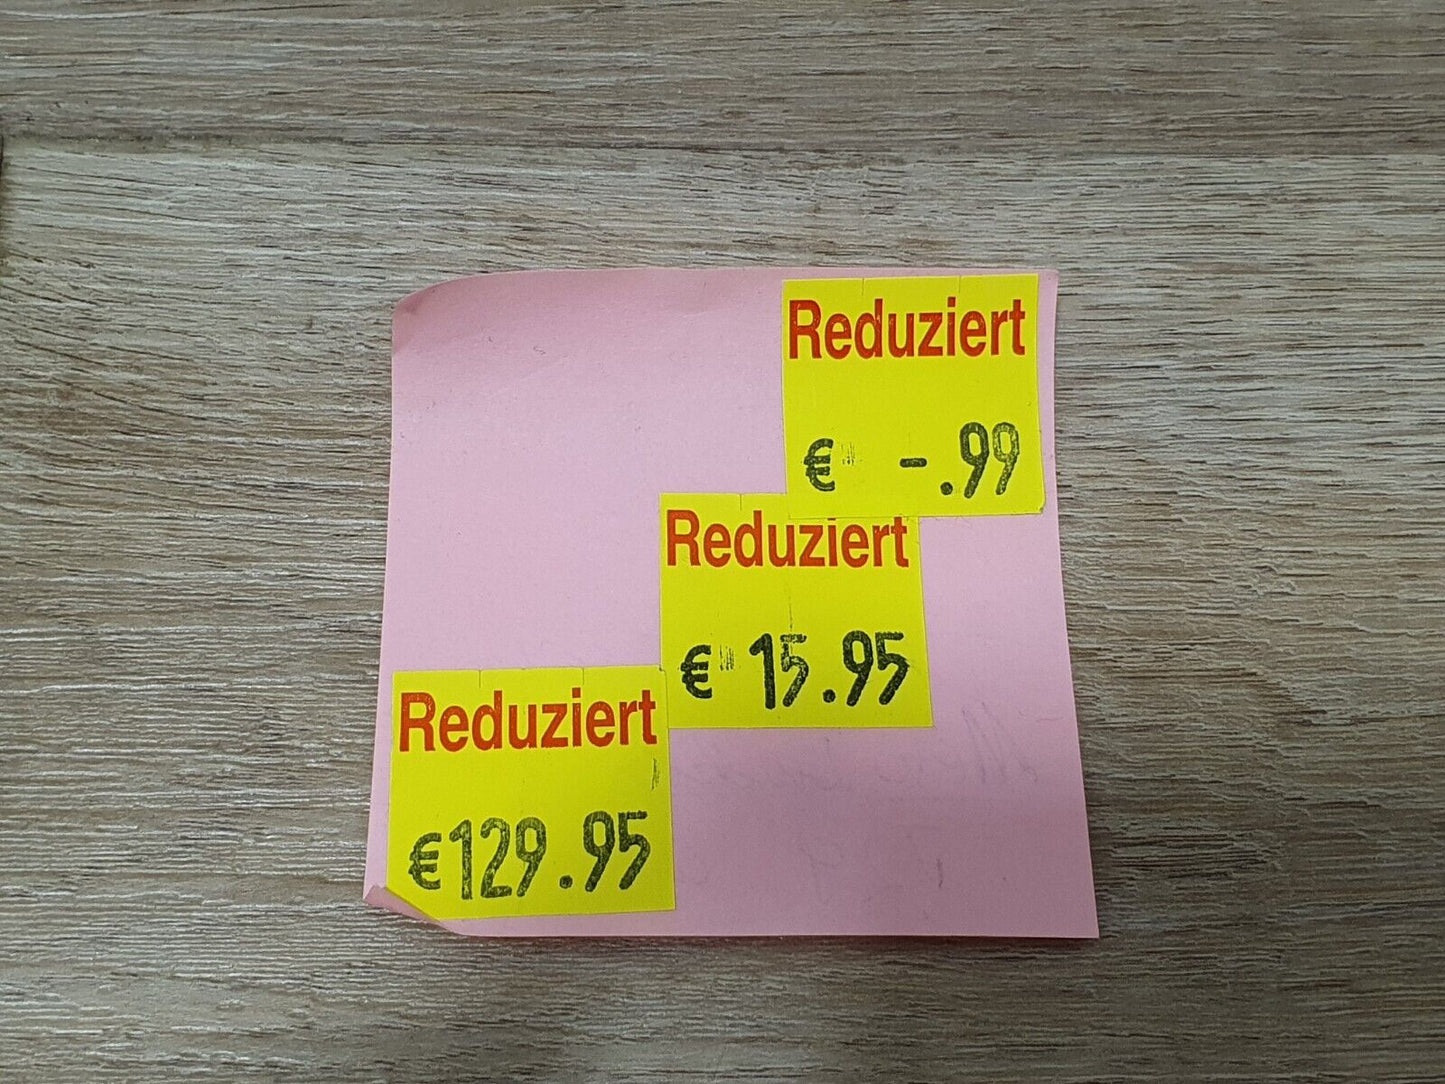 Reduziert
€ -.99
Reduziert
€ 15.95
Reduziert
€129.95